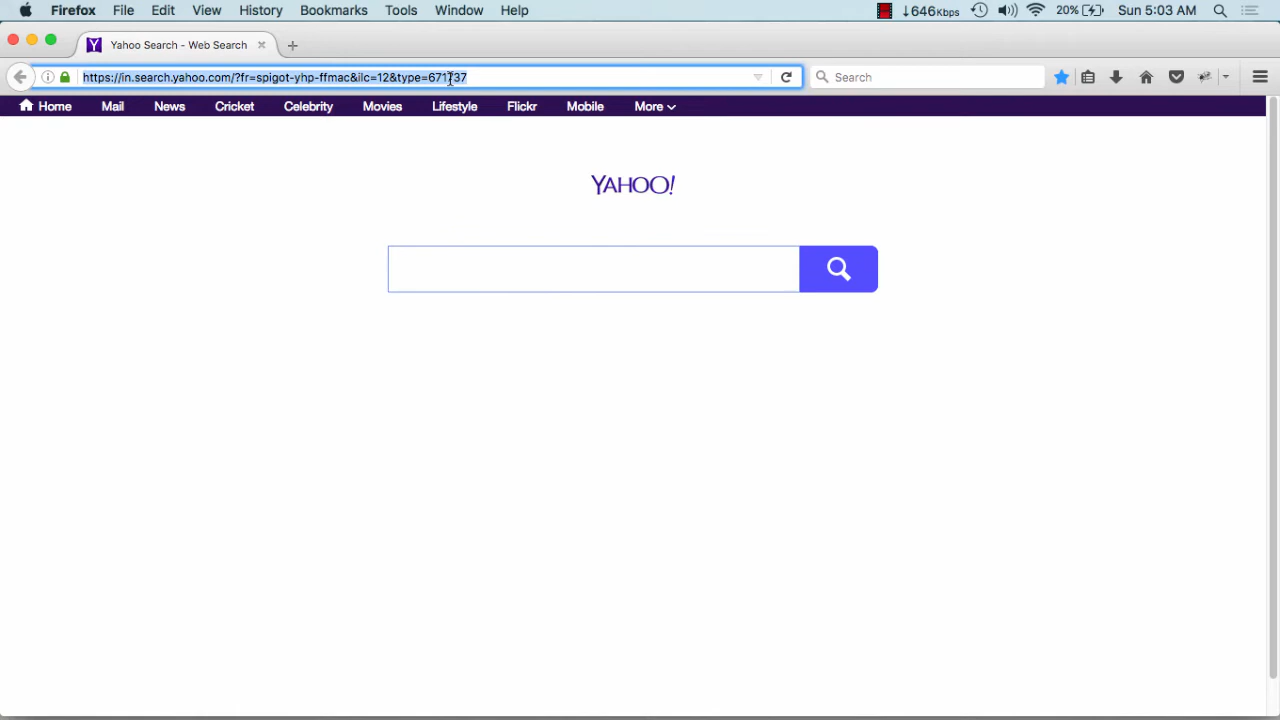 Firefox File Edit View History Bookmarks Tools Window Help ↓646Kbps 20% Sun 5:03 AM
Yahoo Search - Web Search
https://in.search.yahoo.com/?fr=spigot-yhp-ffmac&ilc=12&type=671737 Search
Home Mail News Cricket Celebrity Movies Lifestyle Flickr Mobile More
YAHOO!